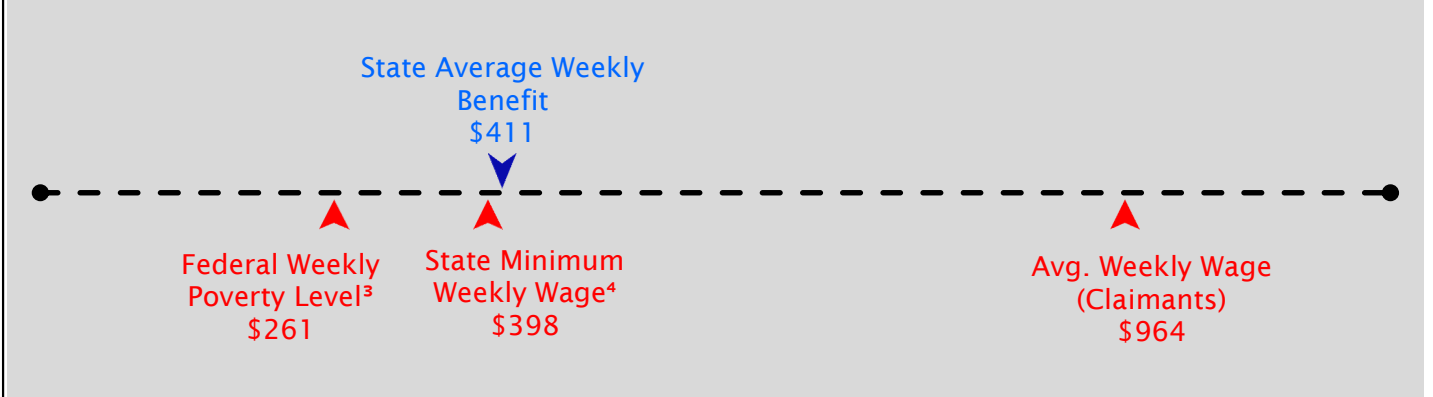 State Average Weekly
Benefit
$411
Federal Weekly
Poverty Level³
$261
State Minimum
Weekly Wage⁴
$398
Avg. Weekly Wage
(Claimants)
$964